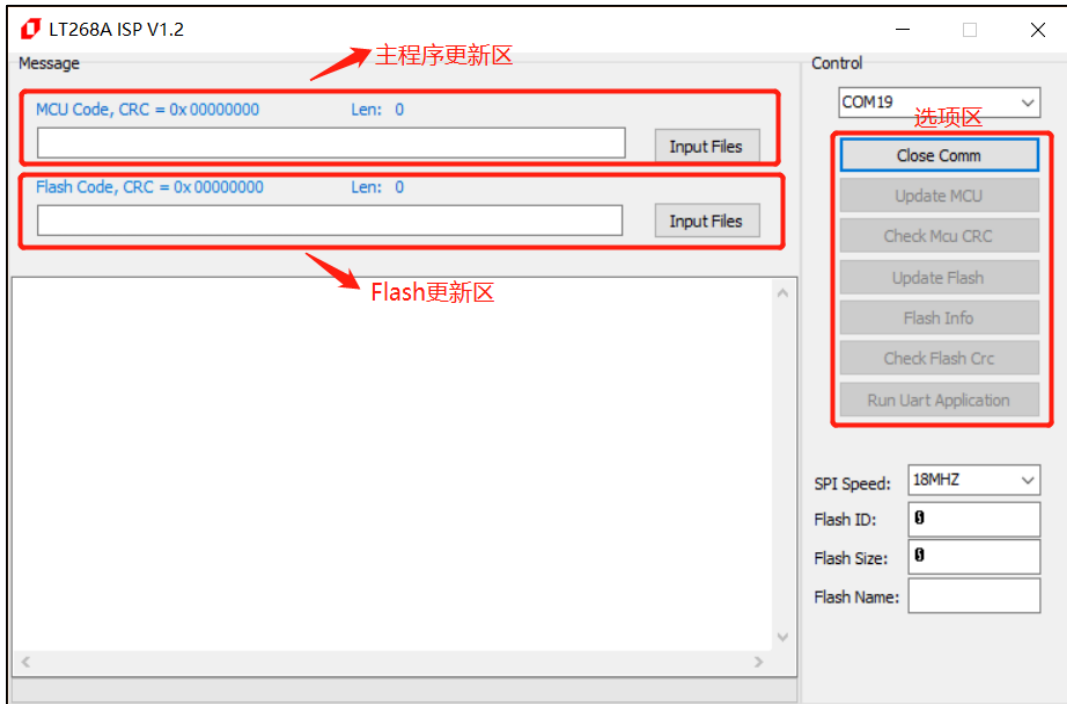 LT268A ISP V1.2
Message
主程序更新区
MCU Code, CRC = 0x 00000000 Len: 0
Input Files
Flash Code, CRC = 0x 00000000 Len: 0
Input Files
Flash更新区
Control
COM19
选项区
Close Comm
Update MCU
Check Mcu CRC
Update Flash
Flash Info
Check Flash Crc
Run Uart Application
SPI Speed: 18MHZ
Flash ID: 0
Flash Size: 0
Flash Name: